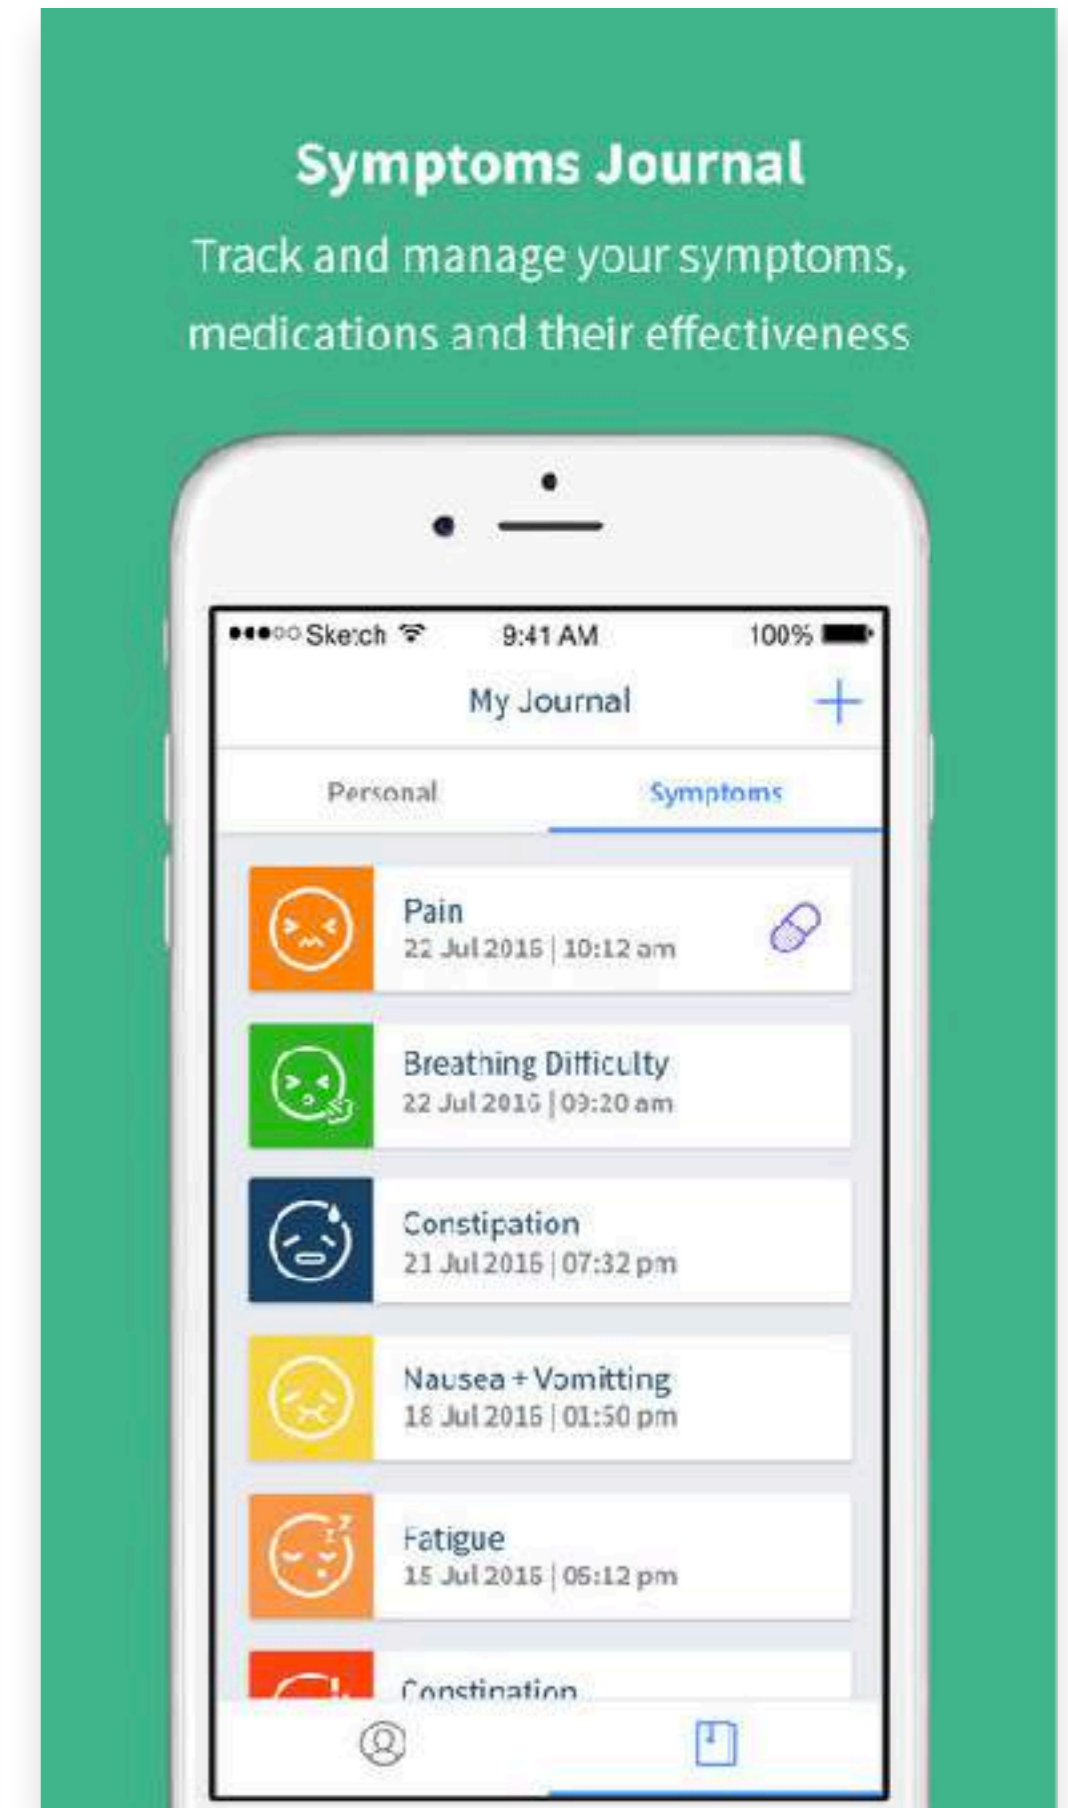 Symptoms Journal
Track and manage your symptoms,
medications and their effectiveness
Sketch 9:41 AM 100%
My Journal
Personal Symptoms
Pain
22 Jul 2016 | 10:12 am
Breathing Difficulty
22 Jul 2016 | 09:20 am
Constipation
21 Jul 2016 | 07:32 pm
Nausea + Vomitting
18 Jul 2016 | 01:50 pm
Fatigue
15 Jul 2016 | 05:12 pm
Constipation